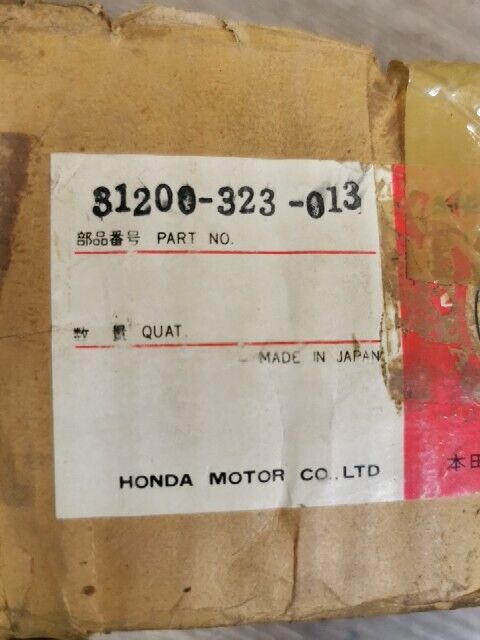 31200-323-013
部品番号 PART NO.
数 量 QUAT.
MADE IN JAPAN
本田
HONDA MOTOR CO.,LTD